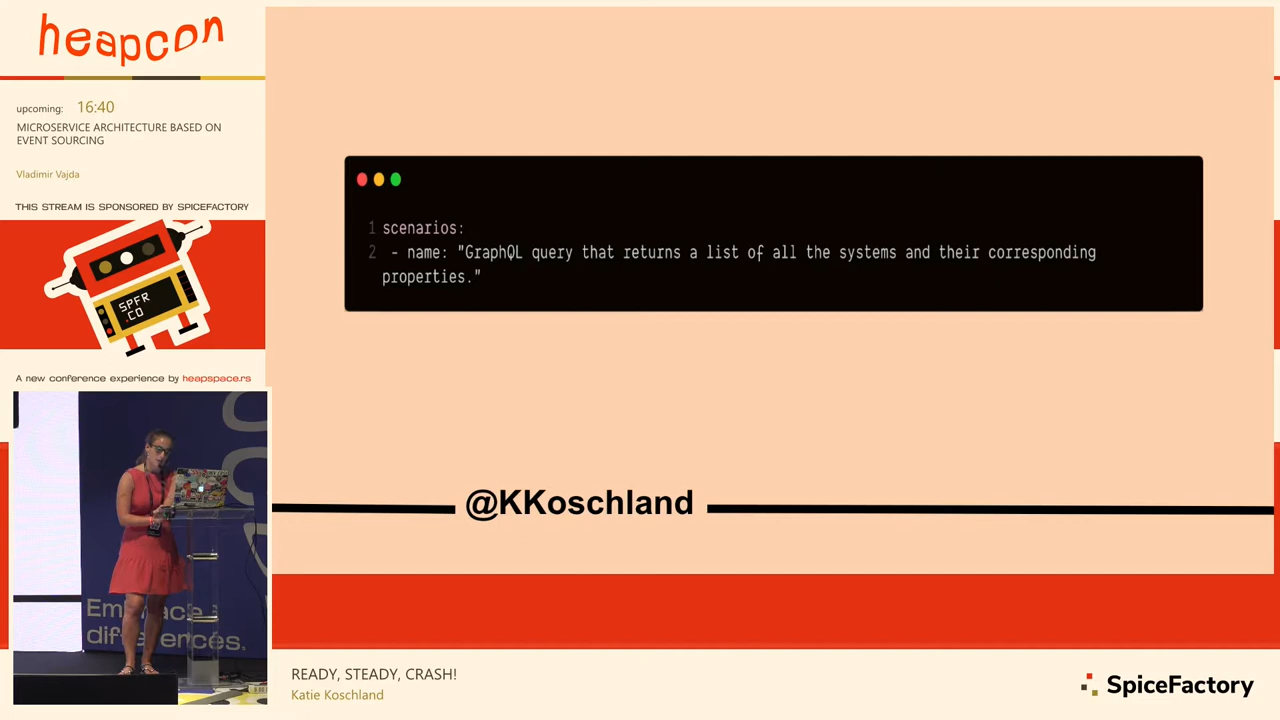 heapcon
upcoming: 16:40
MICROSERVICE ARCHITECTURE BASED ON
EVENT SOURCING
Vladimir Vajda
THIS STREAM IS SPONSORED BY SPICEFACTORY
SPFR
.CO
A new conference experience by heapspace.rs
1 scenarios:
2 - name: "GraphQL query that returns a list of all the systems and their corresponding
properties."
@KKoschland
Embrace
differences.
READY, STEADY, CRASH!
Katie Koschland
SpiceFactory